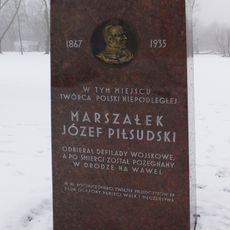 1867 1935
W TYM MIEJSCU
TWÓRCA POLSKI NIEPODLEGŁEJ
MARSZAŁEK
JÓZEF PIŁSUDSKI
ODBIERAŁ DEFILADY WOJSKOWE,
A PO ŚMIERCI ZOSTAŁ POŻEGNANY
W DRODZE NA WAWEL